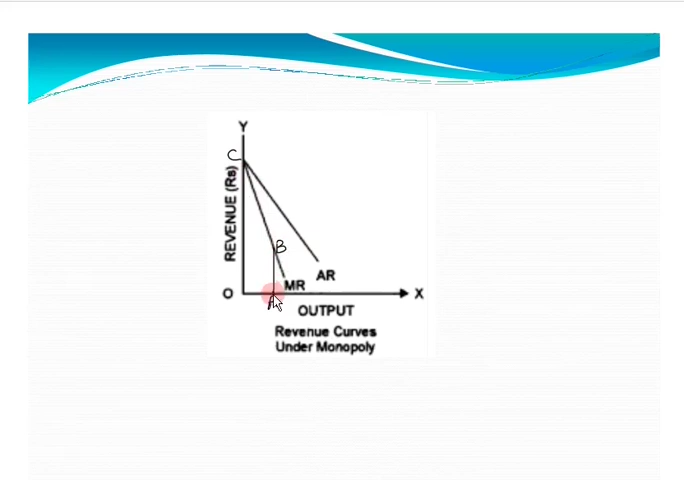 Y
C
REVENUE (Rs)
B
AR
MR
O
X
A
OUTPUT
Revenue Curves
Under Monopoly